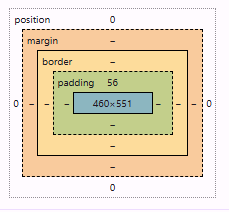 position 0
margin –
border –
padding 56
0 – – – 460×551 – – – 0
–
–
–
0